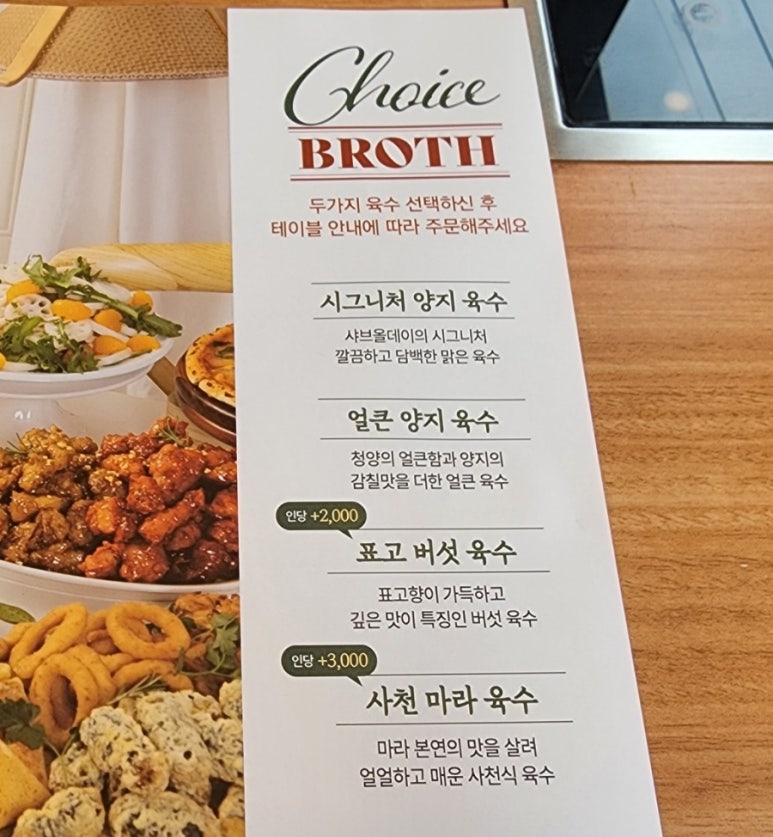 Choice
BROTH
두가지 육수 선택하신 후
테이블 안내에 따라 주문해주세요
시그니처 양지 육수
샤브올데이의 시그니처
깔끔하고 담백한 맑은 육수
얼큰 양지 육수
청양의 얼큰함과 양지의
감칠맛을 더한 얼큰 육수
인당 +2,000
표고 버섯 육수
표고향이 가득하고
깊은 맛이 특징인 버섯 육수
인당 +3,000
사천 마라 육수
마라 본연의 맛을 살려
얼얼하고 매운 사천식 육수